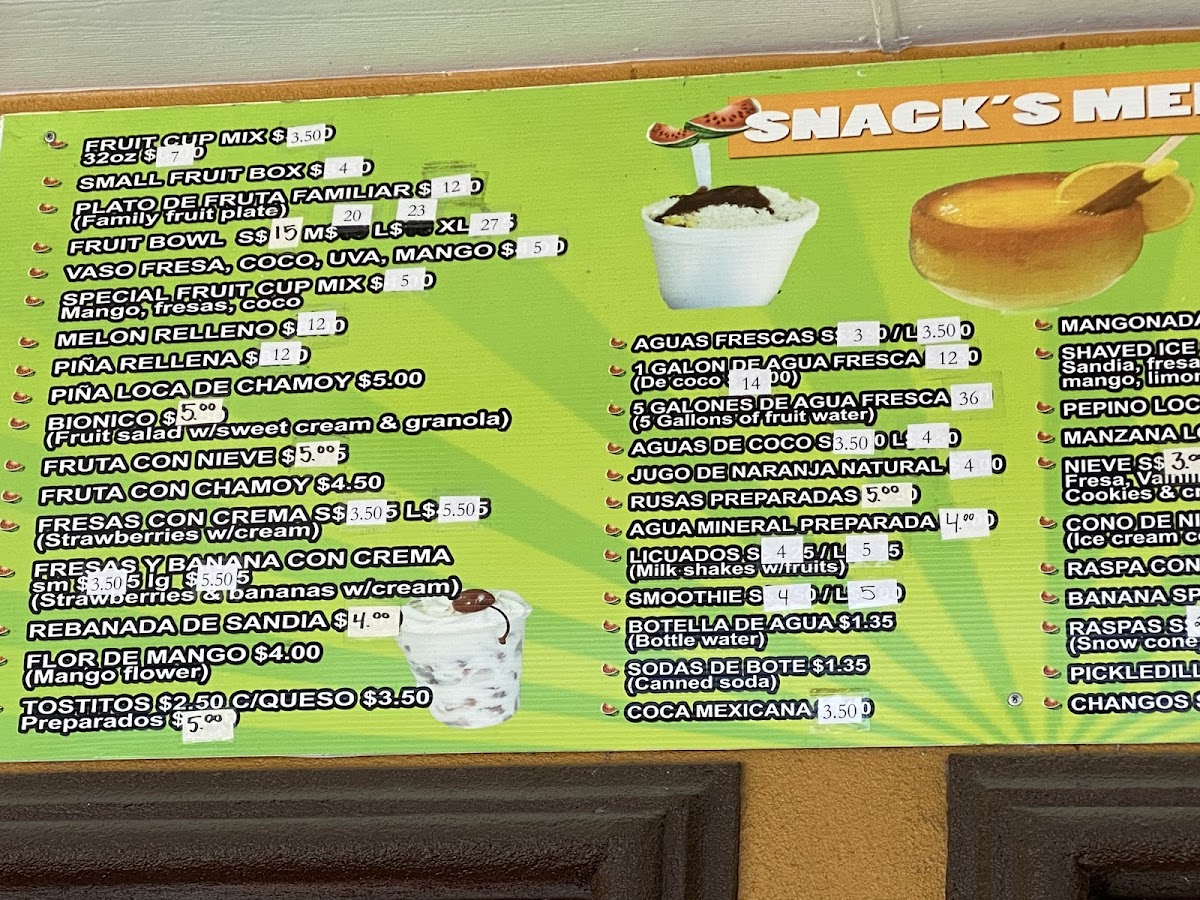 SNACK'S ME
FRUIT CUP MIX $ 3.50
32oz $ 7
SMALL FRUIT BOX $ 4
PLATO DE FRUTA FAMILIAR $ 12
(Family fruit plate)
FRUIT BOWL S$ 15 M$ 20 L$ 23 XL 27
VASO FRESA, COCO, UVA, MANGO $ 5
SPECIAL FRUIT CUP MIX $ 5
Mango, fresas, coco
MELON RELLENO $ 12
PIÑA RELLENA $ 12
PIÑA LOCA DE CHAMOY $5.00
BIONICO $ 5.00
(Fruit salad w/sweet cream & granola)
FRUTA CON NIEVE $ 5.00
FRUTA CON CHAMOY $4.50
FRESAS CON CREMA S$ 3.50 L$ 5.50
(Strawberries w/cream)
FRESAS Y BANANA CON CREMA
sm $3.50 lg $5.50
(Strawberries & bananas w/cream)
REBANADA DE SANDIA $ 4.00
FLOR DE MANGO $4.00
(Mango flower)
TOSTITOS $2.50 C/QUESO $3.50
Preparados $ 5.00
AGUAS FRESCAS S$ 3 / L 3.50
1 GALON DE AGUA FRESCA 12
(De coco 14)
5 GALONES DE AGUA FRESCA 36
(5 Gallons of fruit water)
AGUAS DE COCO S 3.50 L$ 4
JUGO DE NARANJA NATURAL 4
RUSAS PREPARADAS 5.00
AGUA MINERAL PREPARADA 4.00
LICUADOS S 4 / L 5
(Milk shakes w/fruits)
SMOOTHIE S 4 / L 5
BOTELLA DE AGUA $1.35
(Bottle water)
SODAS DE BOTE $1.35
(Canned soda)
COCA MEXICANA 3.50
MANGONADA
SHAVED ICE
Sandia, fresa
mango, limon
PEPINO LOC
MANZANA LO
NIEVE S$ 3.0
Fresa, Vainil
Cookies & c
CONO DE NI
(Ice cream co
RASPA CON
BANANA SP
RASPAS S$
(Snow cone
PICKLEDILL
CHANGOS